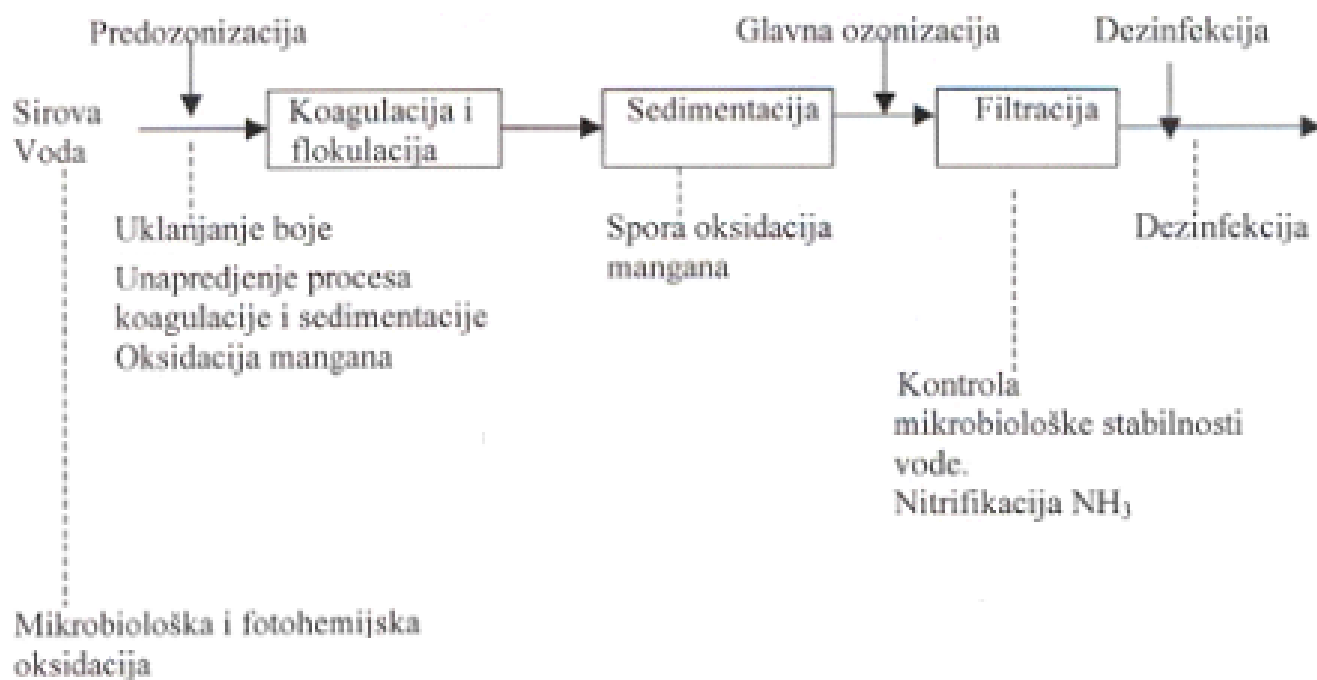 Predozonizacija
Glavna ozonizacija
Dezinfekcija
Sirova
Voda
Koagulacija i
flokulacija
Sedimentacija
Filtracija
Uklanjanje boje
Unapredjenje procesa
koagulacije i sedimentacije
Oksidacija mangana
Spora oksidacija
mangana
Dezinfekcija
Kontrola
mikrobiološke stabilnosti
vode.
Nitrifikacija NH₃
Mikrobiološka i fotohemijska
oksidacija